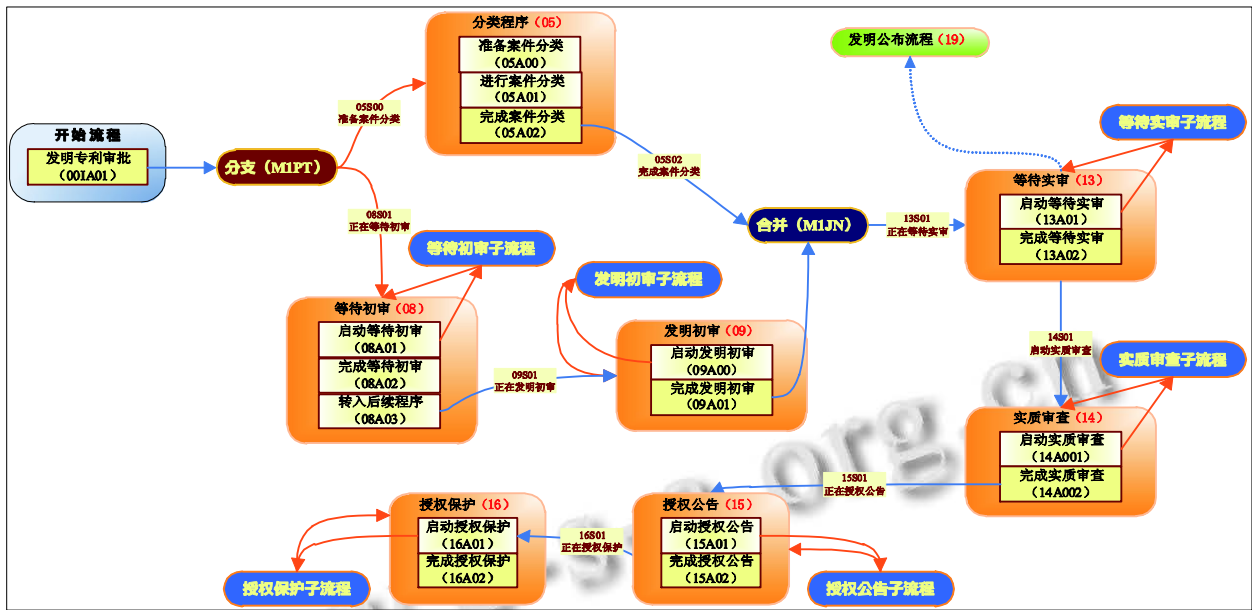 分类程序(05)
准备案件分类
(05A00)
进行案件分类
(05A01)
完成案件分类
(05A02)
发明公布流程(19)
开始流程
发明专利审批
(00IA01)
分支(M1PT)
05S00
准备案件分类
05S02
完成案件分类
等待实审子流程
等待实审(13)
启动等待实审
(13A01)
完成等待实审
(13A02)
08S01
正在等待初审
合并(M1JN)
13S01
正在等待实审
等待初审子流程
发明初审子流程
等待初审(08)
启动等待初审
(08A01)
完成等待初审
(08A02)
转入后续程序
(08A03)
09S01
正在发明初审
发明初审(09)
启动发明初审
(09A00)
完成发明初审
(09A01)
14S01
启动实质审查
实质审查子流程
实质审查(14)
启动实质审查
(14A001)
完成实质审查
(14A002)
15S01
正在授权公告
授权保护(16)
启动授权保护
(16A01)
完成授权保护
(16A02)
16S01
正在授权保护
授权公告(15)
启动授权公告
(15A01)
完成授权公告
(15A02)
授权保护子流程
授权公告子流程